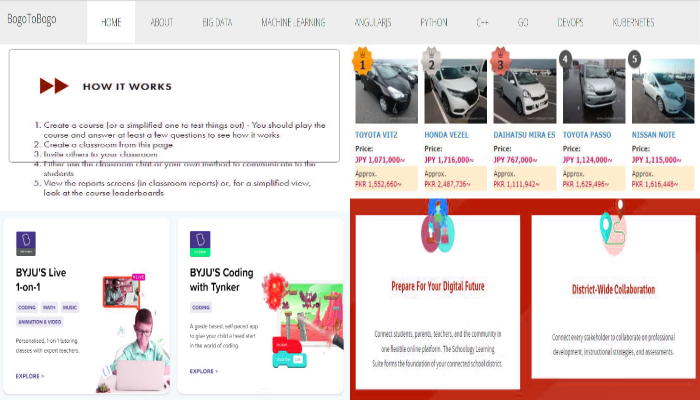 BogoToBogo
HOME
ABOUT
BIG DATA
MACHINE LEARNING
ANGULARJS
PYTHON
C++
GO
DEVOPS
KUBERNETES
HOW IT WORKS
1. Create a course (or a simplified one to test things out) - You should play the
course and answer at least a few questions to see how it works
2. Create a classroom from this page
3. Invite others to your classroom
4. Either use the classroom chat or your own method to communicate to the
students
5. View the reports screens (in classroom reports) or, for a simplified view,
look at the course leaderboards
1
2
3
4
5
TOYOTA VITZ
Price:
JPY 1,071,000~
Approx.
PKR 1,552,660~
HONDA VEZEL
Price:
JPY 1,716,000~
Approx.
PKR 2,487,736~
DAIHATSU MIRA ES
Price:
JPY 767,000~
Approx.
PKR 1,111,942~
TOYOTA PASSO
Price:
JPY 1,124,000~
Approx.
PKR 1,629,496~
NISSAN NOTE
Price:
JPY 1,115,000~
Approx.
PKR 1,616,448~
BYJU'S Live
1-on-1
CODING
MATH
MUSIC
ANIMATION & VIDEO
Personalised, 1-on-1 tutoring
classes with expert teachers.
EXPLORE >
LIVE
BYJU'S Coding
with Tynker
CODING
A grade-based, self-paced app
to give your child a head start
in the world of coding.
EXPLORE >
Prepare For Your Digital Future
Connect students, parents, teachers, and the community in
one flexible online platform. The Schoology Learning
Suite forms the foundation of your connected school district.
District-Wide Collaboration
Connect every stakeholder to collaborate on professional
development, instructional strategies, and assessments.